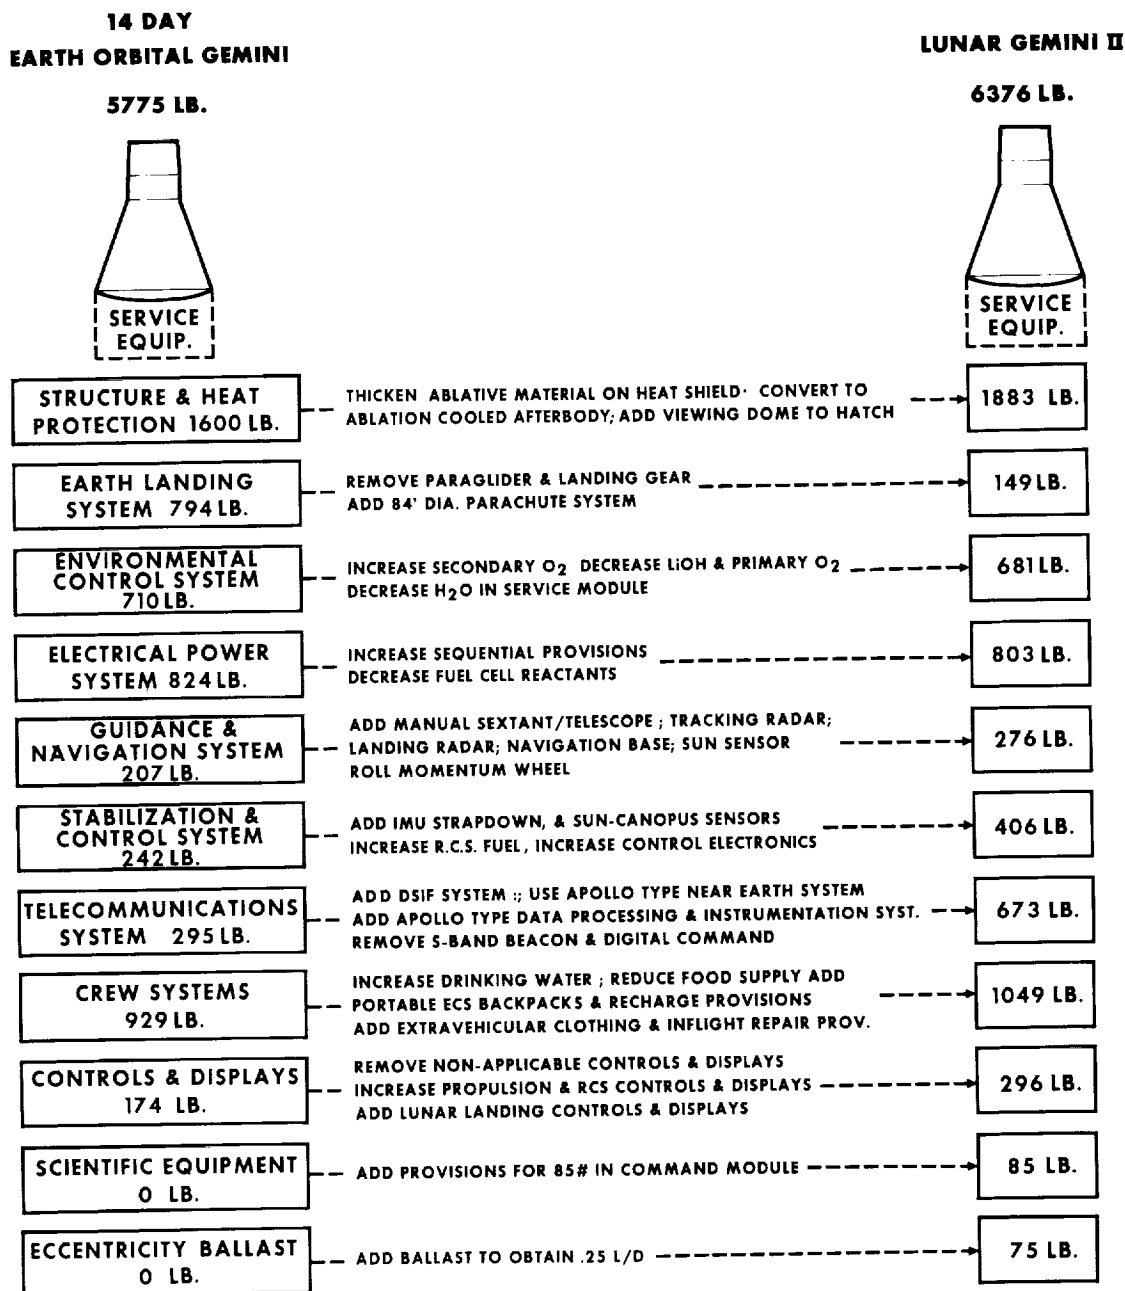 14 DAY
EARTH ORBITAL GEMINI
5775 LB.
LUNAR GEMINI II
6376 LB.
SERVICE
EQUIP.
SERVICE
EQUIP.
STRUCTURE & HEAT
PROTECTION 1600 LB.
THICKEN ABLATIVE MATERIAL ON HEAT SHIELD· CONVERT TO
ABLATION COOLED AFTERBODY; ADD VIEWING DOME TO HATCH
1883 LB.
EARTH LANDING
SYSTEM 794 LB.
REMOVE PARAGLIDER & LANDING GEAR
ADD 84' DIA. PARACHUTE SYSTEM
149 LB.
ENVIRONMENTAL
CONTROL SYSTEM
710 LB.
INCREASE SECONDARY O2 DECREASE LiOH & PRIMARY O2
DECREASE H2O IN SERVICE MODULE
681 LB.
ELECTRICAL POWER
SYSTEM 824 LB.
INCREASE SEQUENTIAL PROVISIONS
DECREASE FUEL CELL REACTANTS
803 LB.
GUIDANCE &
NAVIGATION SYSTEM
207 LB.
ADD MANUAL SEXTANT/TELESCOPE ; TRACKING RADAR;
LANDING RADAR; NAVIGATION BASE; SUN SENSOR
ROLL MOMENTUM WHEEL
276 LB.
STABILIZATION &
CONTROL SYSTEM
242 LB.
ADD IMU STRAPDOWN, & SUN-CANOPUS SENSORS
INCREASE R.C.S. FUEL, INCREASE CONTROL ELECTRONICS
406 LB.
TELECOMMUNICATIONS
SYSTEM 295 LB.
ADD DSIF SYSTEM :; USE APOLLO TYPE NEAR EARTH SYSTEM
ADD APOLLO TYPE DATA PROCESSING & INSTRUMENTATION SYST.
REMOVE S-BAND BEACON & DIGITAL COMMAND
673 LB.
CREW SYSTEMS
929 LB.
INCREASE DRINKING WATER ; REDUCE FOOD SUPPLY ADD
PORTABLE ECS BACKPACKS & RECHARGE PROVISIONS
ADD EXTRAVEHICULAR CLOTHING & INFLIGHT REPAIR PROV.
1049 LB.
CONTROLS & DISPLAYS
174 LB.
REMOVE NON-APPLICABLE CONTROLS & DISPLAYS
INCREASE PROPULSION & RCS CONTROLS & DISPLAYS
ADD LUNAR LANDING CONTROLS & DISPLAYS
296 LB.
SCIENTIFIC EQUIPMENT
0 LB.
ADD PROVISIONS FOR 85# IN COMMAND MODULE
85 LB.
ECCENTRICITY BALLAST
0 LB.
ADD BALLAST TO OBTAIN .25 L/D
75 LB.